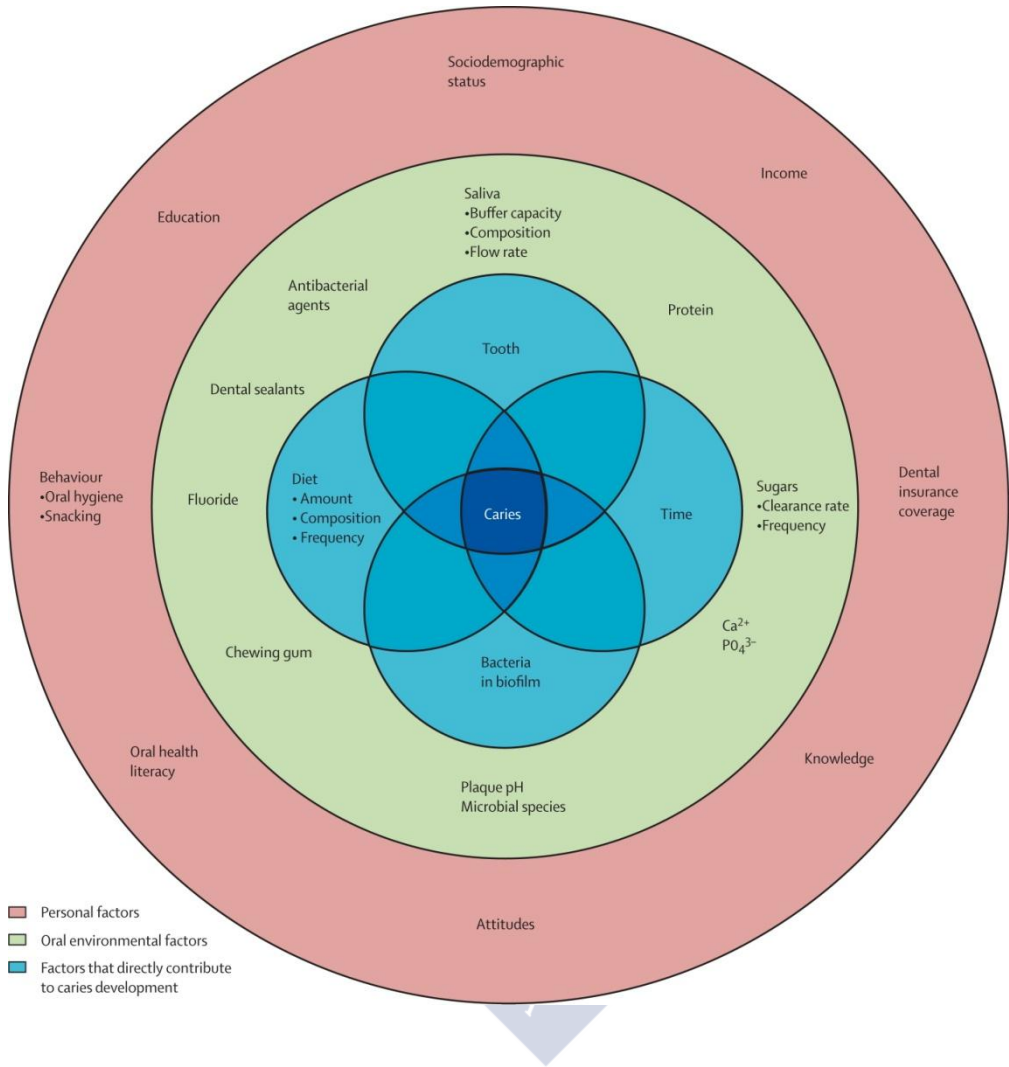 Sociodemographic
status
Income
Education
Saliva
•Buffer capacity
•Composition
•Flow rate
Antibacterial
agents
Protein
Tooth
Dental sealants
Behaviour
•Oral hygiene
•Snacking
Fluoride
Diet
• Amount
• Composition
• Frequency
Caries
Time
Sugars
•Clearance rate
•Frequency
Dental
insurance
coverage
Ca²⁺
PO₄³⁻
Chewing gum
Bacteria
in biofilm
Oral health
literacy
Knowledge
Plaque pH
Microbial species
Attitudes
Personal factors
Oral environmental factors
Factors that directly contribute
to caries development